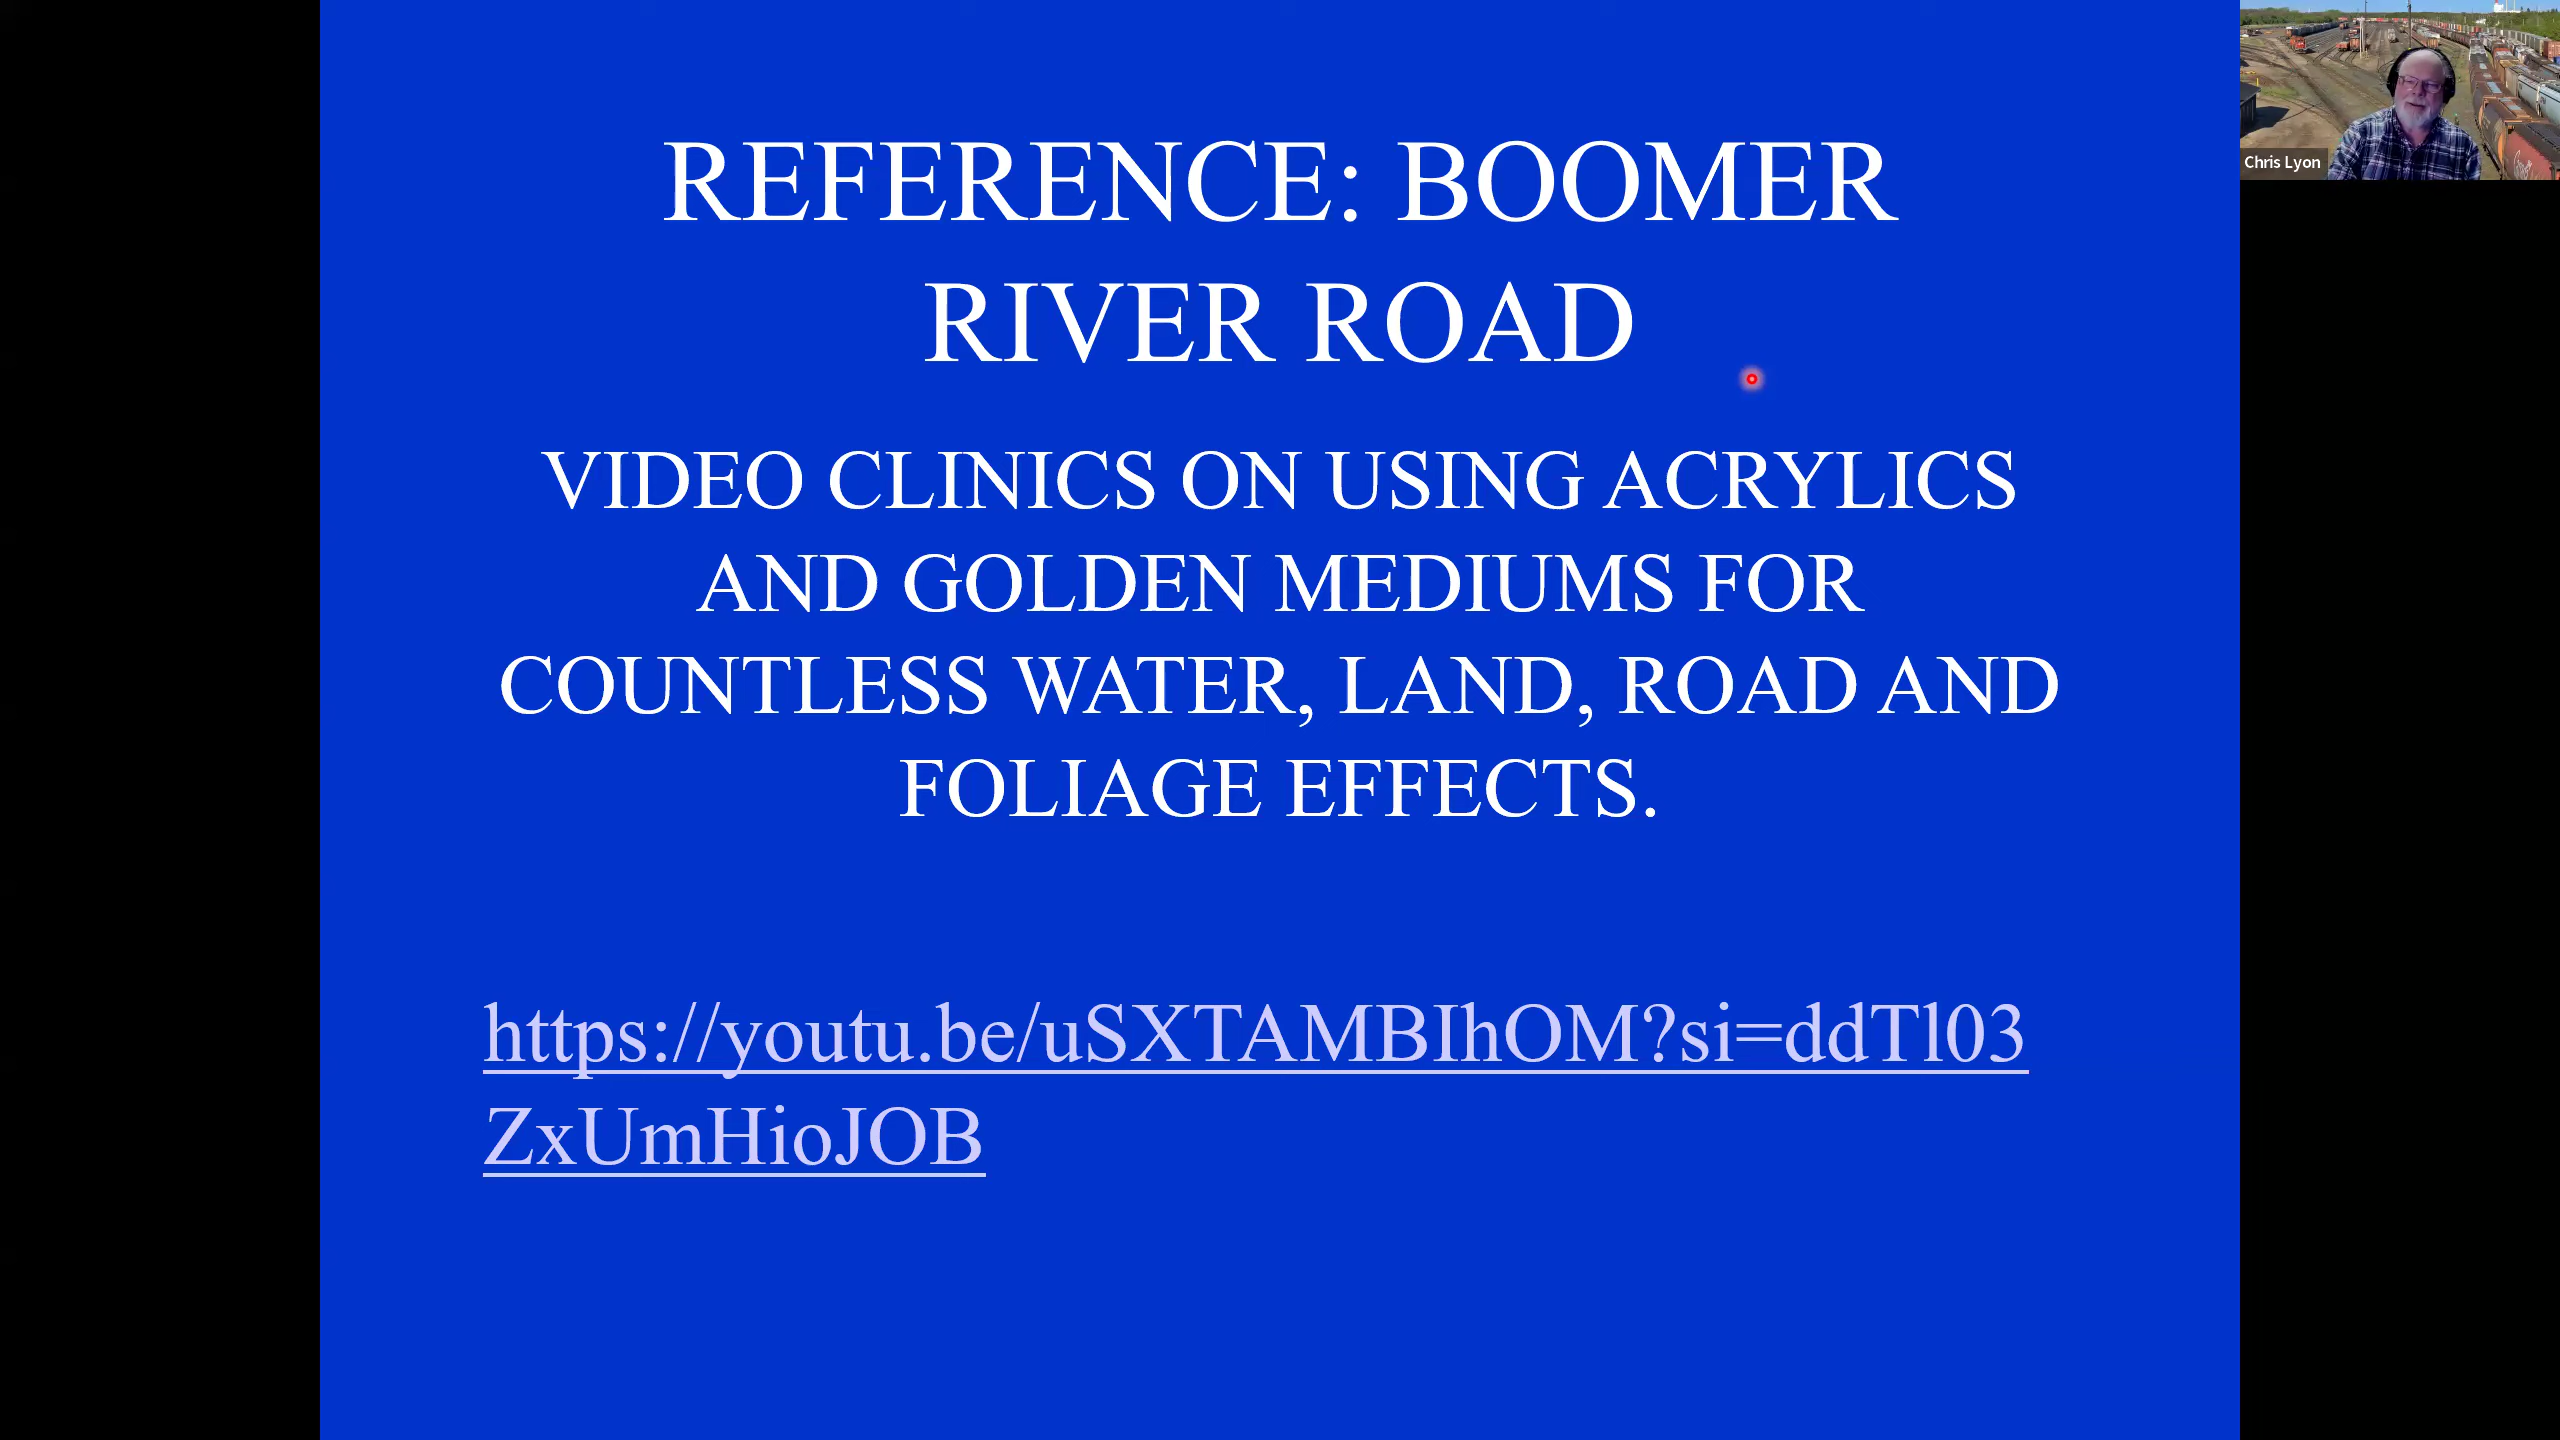 REFERENCE: BOOMER
RIVER ROAD
VIDEO CLINICS ON USING ACRYLICS
AND GOLDEN MEDIUMS FOR
COUNTLESS WATER, LAND, ROAD AND
FOLIAGE EFFECTS.
https://youtu.be/uSXTAMBIhOM?si=ddTl03
ZxUmHioJOB
Chris Lyon